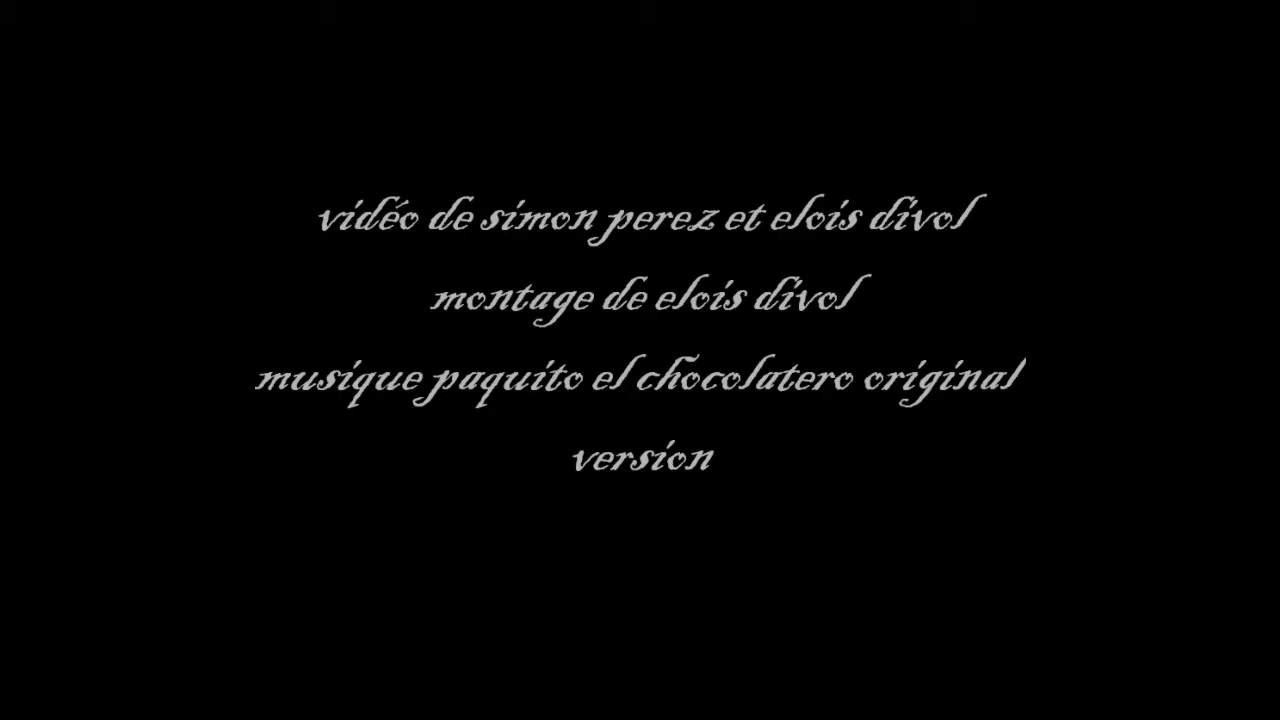 vidéo de simon perez et elois divol
montage de elois divol
musique paquito el chocolatero original
version